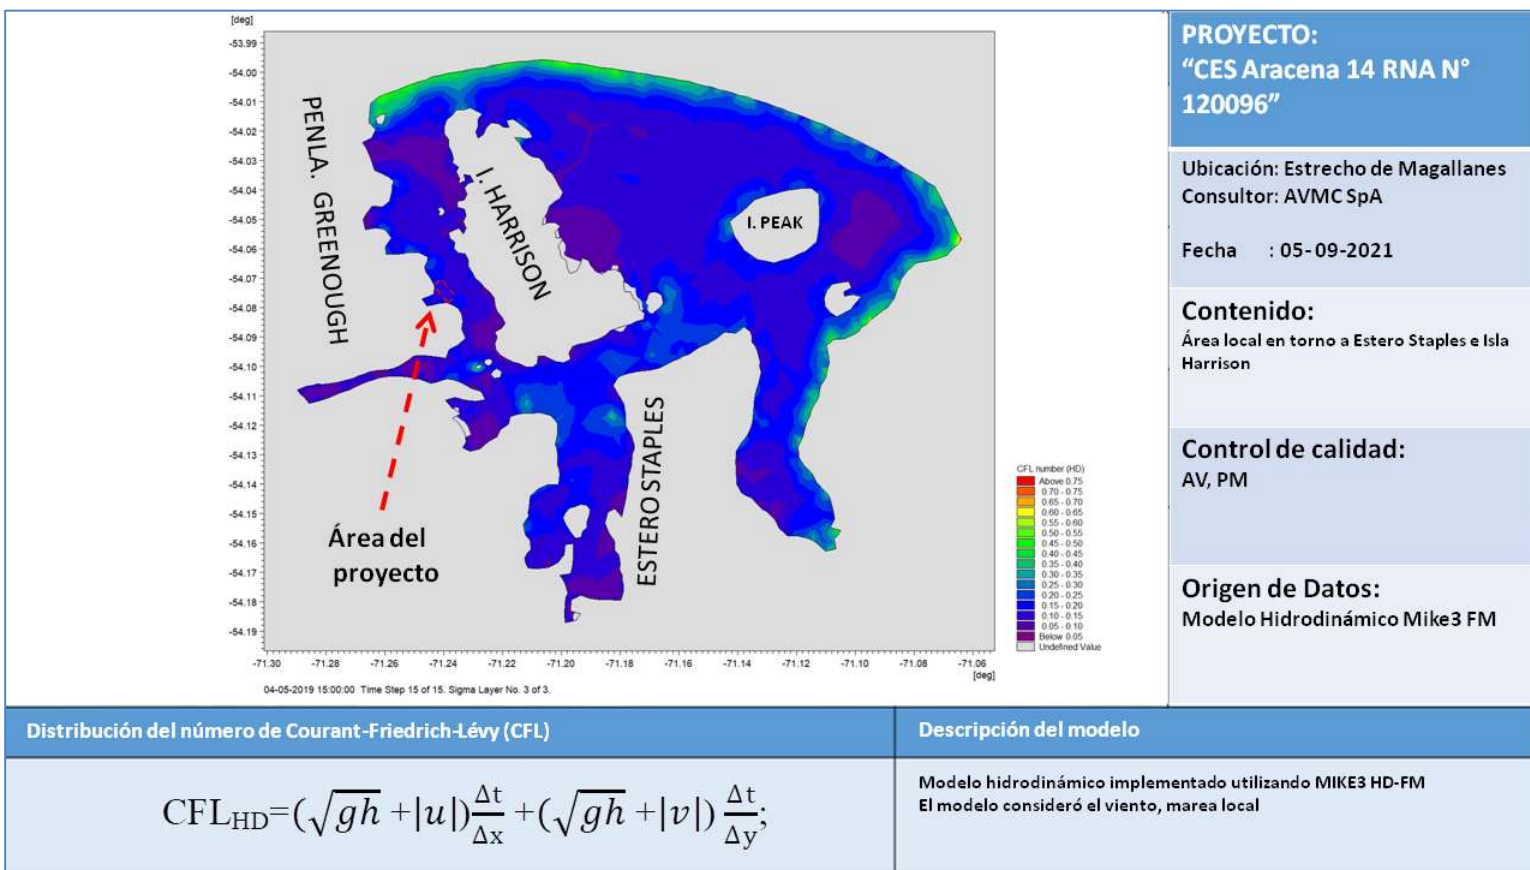 [deg]
-53.99
-54.00
-54.01
-54.02
-54.03
-54.04
-54.05
-54.06
-54.07
-54.08
-54.09
-54.10
-54.11
-54.12
-54.13
-54.14
-54.15
-54.16
-54.17
-54.18
-54.19
PENLA. GREENOUGH
I. HARRISON
I. PEAK
ESTERO STAPLES
Área del
proyecto
CFL number (HD)
Above 0.75
0.70 - 0.75
0.65 - 0.70
0.60 - 0.65
0.55 - 0.60
0.50 - 0.55
0.45 - 0.50
0.40 - 0.45
0.35 - 0.40
0.30 - 0.35
0.25 - 0.30
0.20 - 0.25
0.15 - 0.20
0.10 - 0.15
0.05 - 0.10
Below 0.05
Undefined Value
-71.30 -71.28 -71.26 -71.24 -71.22 -71.20 -71.18 -71.16 -71.14 -71.12 -71.10 -71.08 -71.06
[deg]
04-05-2019 15:00:00 Time Step 15 of 15. Sigma Layer No. 3 of 3.
PROYECTO:
“CES Aracena 14 RNA N°
120096”
Ubicación: Estrecho de Magallanes
Consultor: AVMC SpA
Fecha : 05-09-2021
Contenido:
Área local en torno a Estero Staples e Isla
Harrison
Control de calidad:
AV, PM
Origen de Datos:
Modelo Hidrodinámico Mike3 FM
Distribución del número de Courant-Friedrich-Lévy (CFL)
CFL_HD=(√gh +|u|) Δt/Δx +(√gh +|v|) Δt/Δy;
Descripción del modelo
Modelo hidrodinámico implementado utilizando MIKE3 HD-FM
El modelo consideró el viento, marea local